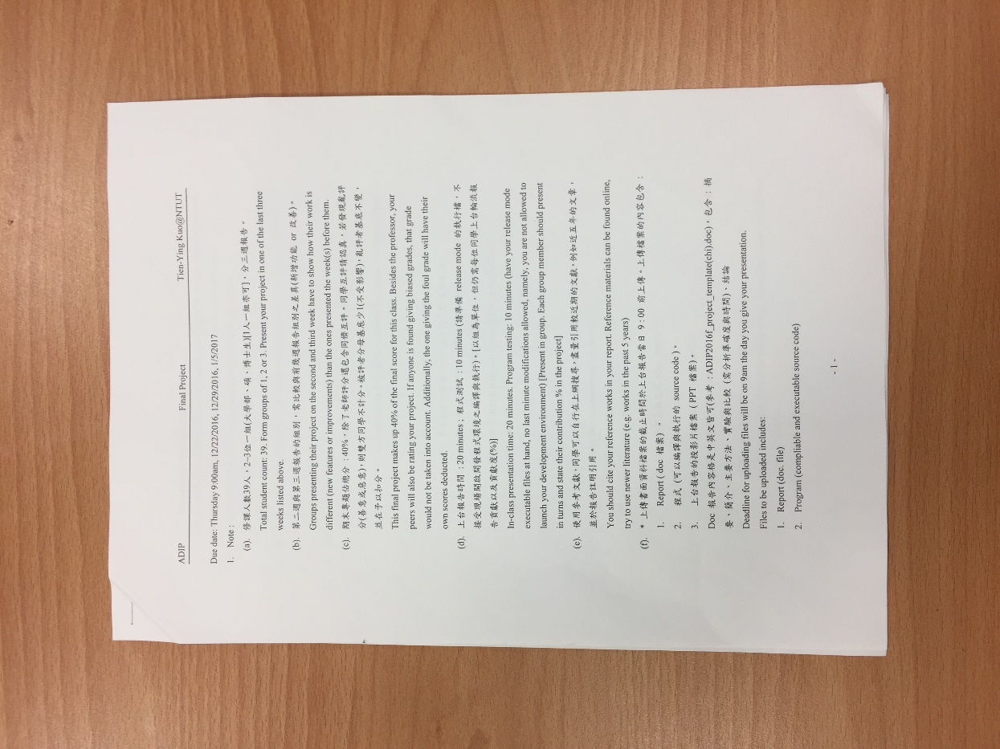 ADIP Final Project Tien-Ying Kuo@NTUT
Due date: Thursday 9:00am, 12/22/2016, 12/29/2016, 1/5/2017
1. Note :
(a). 修課人數39人，2~3位一組(大學部、碩、博士生)[1人一組亦可]，分三週報告。
Total student count: 39. Form groups of 1, 2 or 3. Present your project in one of the last three
weeks listed above.
(b). 第二週與第三週報告的組別，需比較與前幾週報告組別之差異(新增功能 or 改善)。
Groups presenting their project on the second and third week have to show how their work is
different (new features or improvements) than the ones presented the week(s) before them.
(c). 期末專題佔總分：40%，除了老師評分還包含同儕互評。同學互評請認真，若發現亂評
分(善意或惡意)，則雙方同學不計分。被評者分母基底少1(不受影響)，亂評者基底不變，
並在予以扣分。
This final project makes up 40% of the final score for this class. Besides the professor, your
peers will also be rating your project. If anyone is found giving biased grades, that grade
would not be taken into account. Additionally, the one giving the foul grade will have their
own scores deducted.
(d). 上台報告時間：20 minutes；程式測試：10 minutes (請準備 release mode 的執行檔，不
接受現場開啟開發程式環境之編譯與執行)。[以組為單位，但仍需每位同學上台輪流報
告貢獻以及貢獻度(%)]
In-class presentation time: 20 minutes. Program testing: 10 minutes (have your release mode
executable files at hand, no last minute modifications allowed, namely, you are not allowed to
launch your development environment) [Present in group. Each group member should present
in turns and state their contribution % in the project]
(e). 使用參考文獻，同學可以自行在上網搜尋，盡量引用較近期的文獻，例如近五年的文章，
並於報告註明引用。
You should cite your reference works in your report. Reference materials can be found online,
try to use newer literature (e.g. works in the past 5 years)
(f). * 上傳書面資料檔案的截止時間於上台報告當日 9：00 前上傳。上傳檔案的內容包含：
1. Report ( doc 檔案) 。
2. 程式 (可以編譯與執行的 source code )。
3. 上台報告的投影片檔案 ( PPT 檔案)。
Doc 報告內容格是中英文皆可(參考：ADIP2016f_project_template(chi).doc)，包含：摘
要、簡介、主要方法、實驗與比較 (需分析準確度與時間)、結論
Deadline for uploading files will be on 9am the day you give your presentation.
Files to be uploaded includes:
1. Report (doc. file)
2. Program (compliable and executable source code)
- 1 -